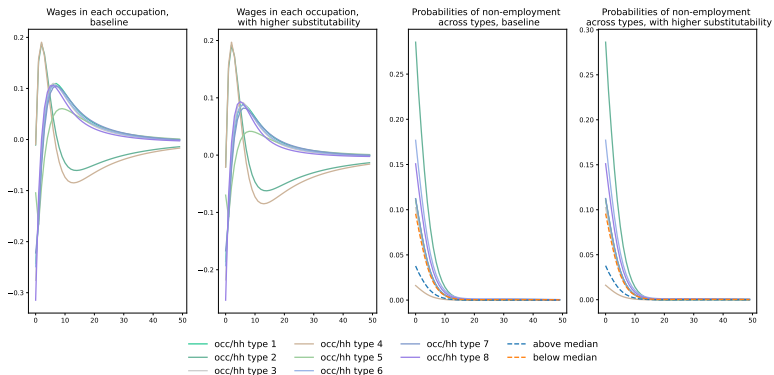 Wages in each occupation,
baseline
0.2
0.1
0.0
−0.1
−0.2
−0.3
0
10
20
30
40
50
Wages in each occupation,
with higher substitutability
0.2
0.1
0.0
−0.1
−0.2
0
10
20
30
40
50
Probabilities of non-employment
across types, baseline
0.25
0.20
0.15
0.10
0.05
0.00
0
10
20
30
40
50
Probabilities of non-employment
across types, with higher substitutability
0.30
0.25
0.20
0.15
0.10
0.05
0.00
0
10
20
30
40
50
occ/hh type 1
occ/hh type 2
occ/hh type 3
occ/hh type 4
occ/hh type 5
occ/hh type 6
occ/hh type 7
occ/hh type 8
above median
below median